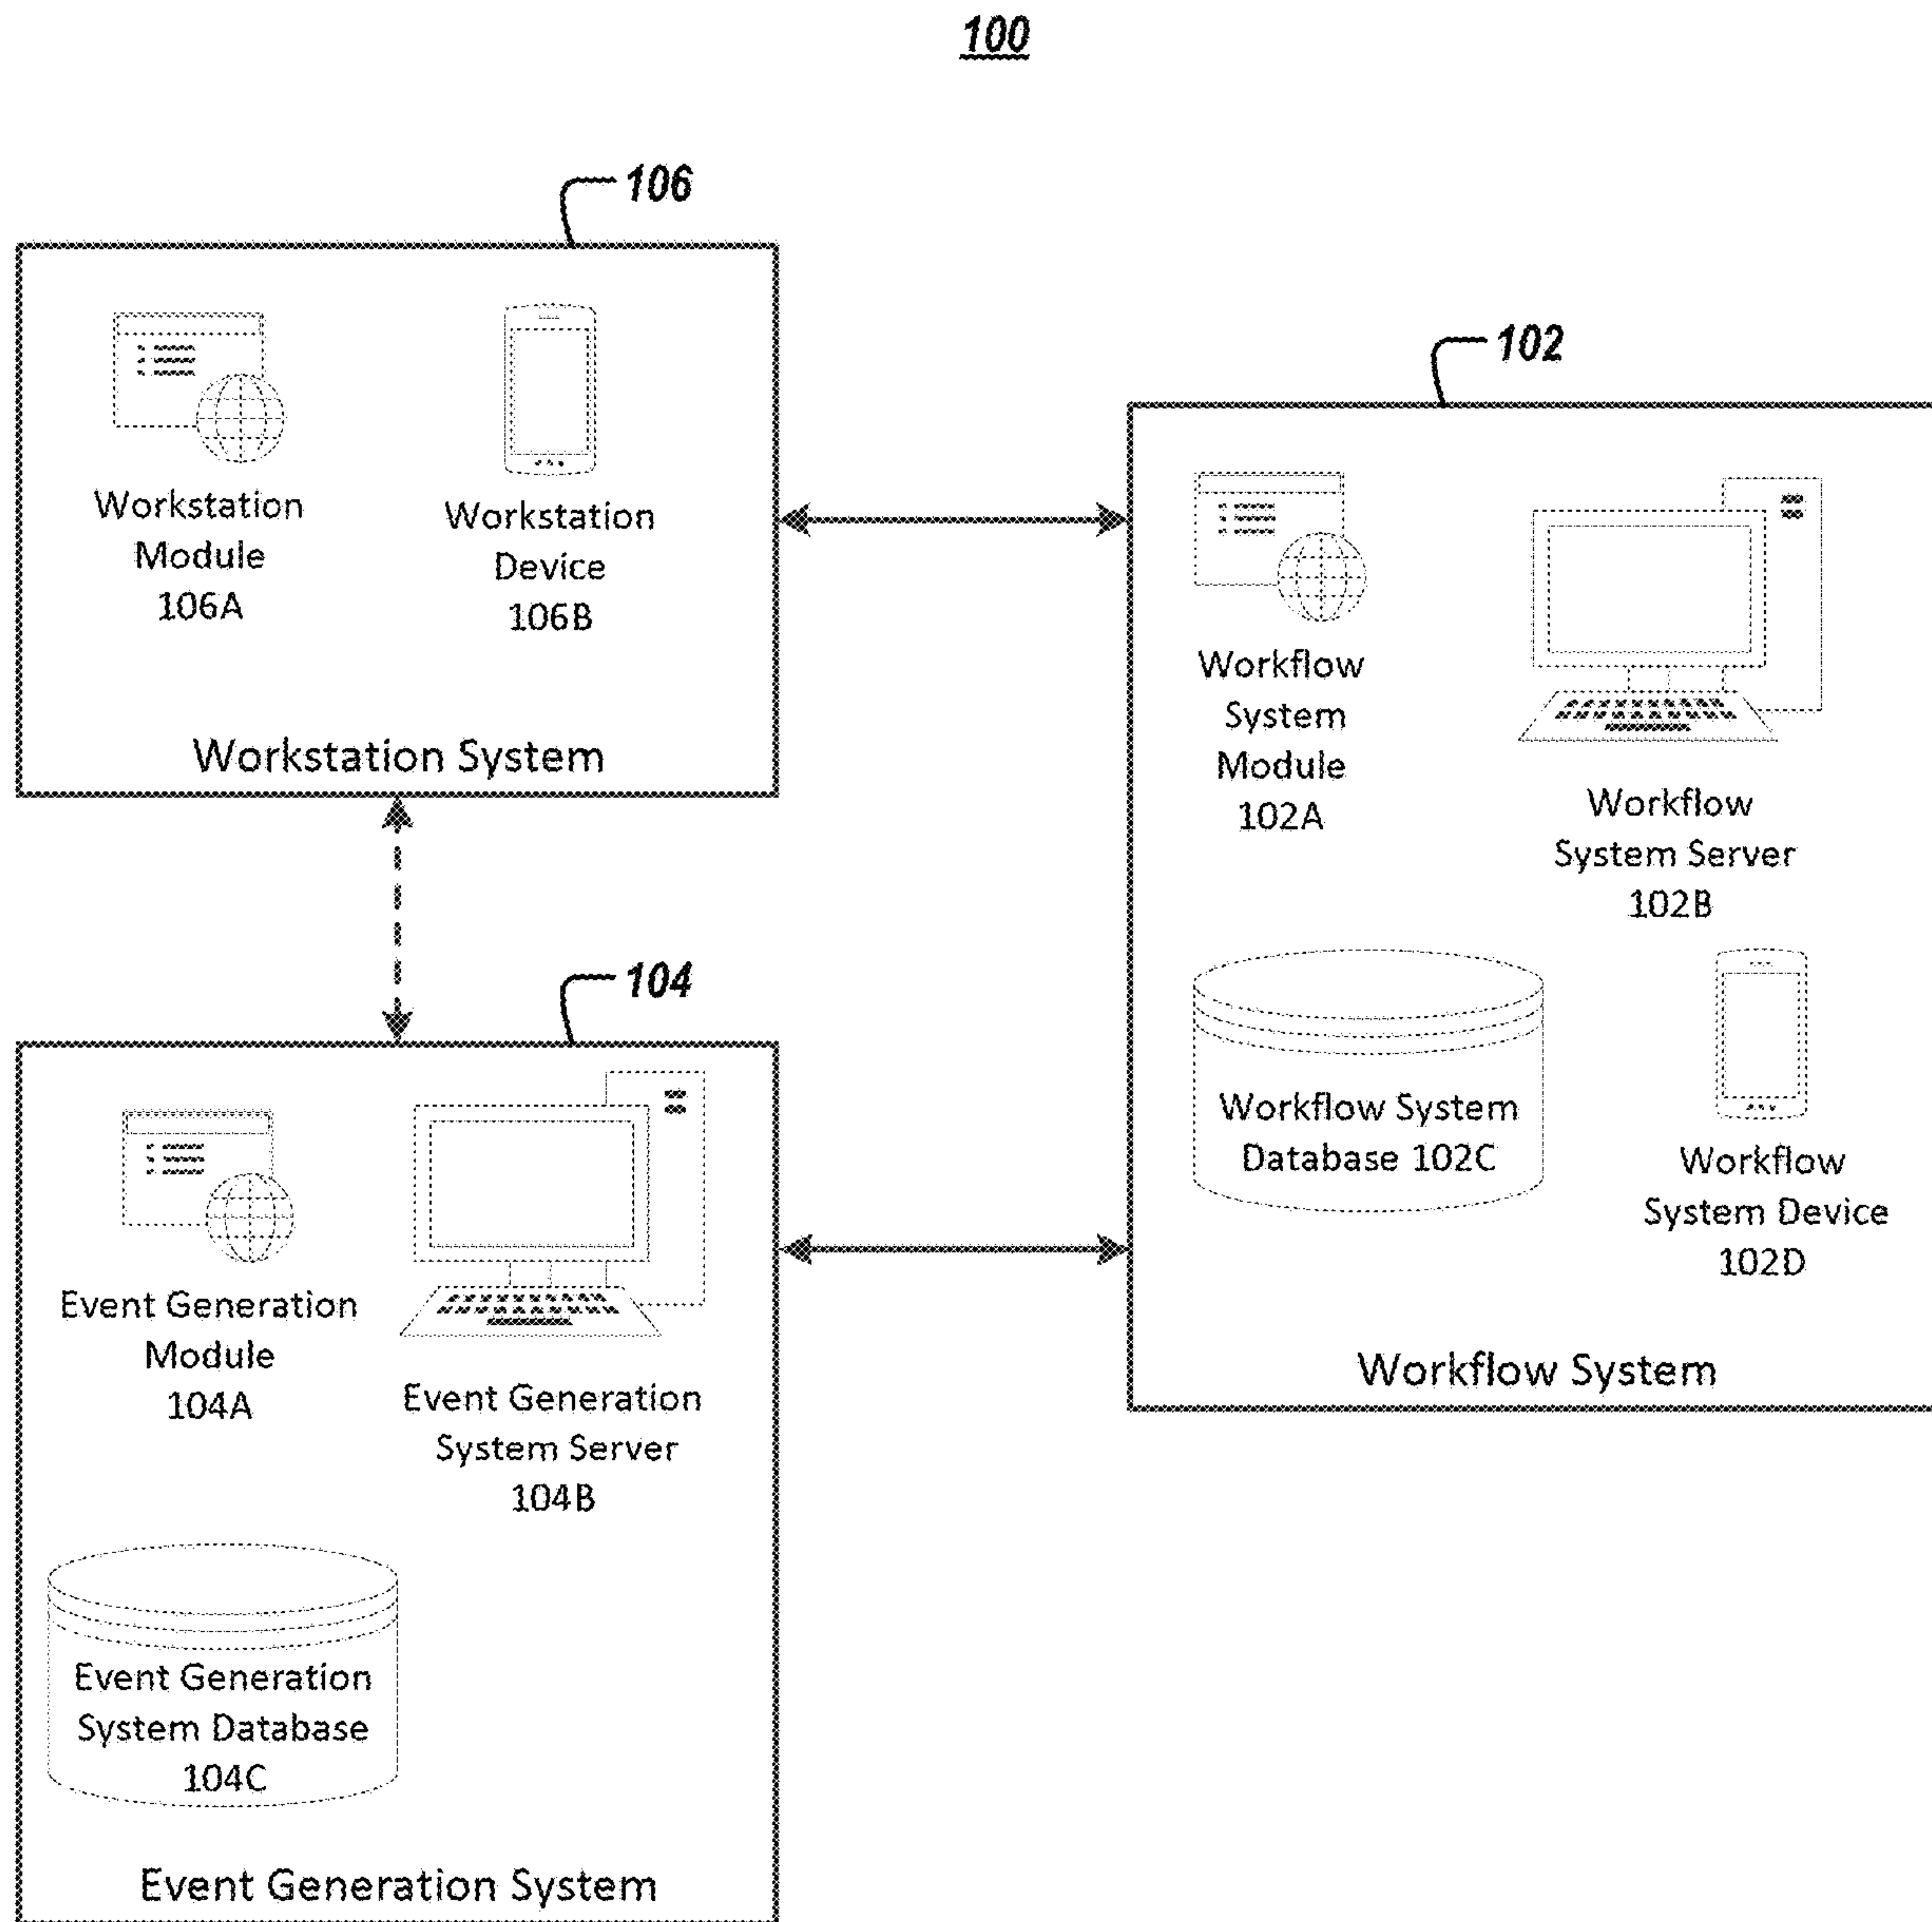 100
106
Workstation
Module
106A
Workstation
Device
106B
Workstation System
102
Workflow
System
Module
102A
Workflow
System Server
102B
Workflow System
Database 102C
Workflow
System Device
102D
Workflow System
104
Event Generation
Module
104A
Event Generation
System Server
104B
Event Generation
System Database
104C
Event Generation System